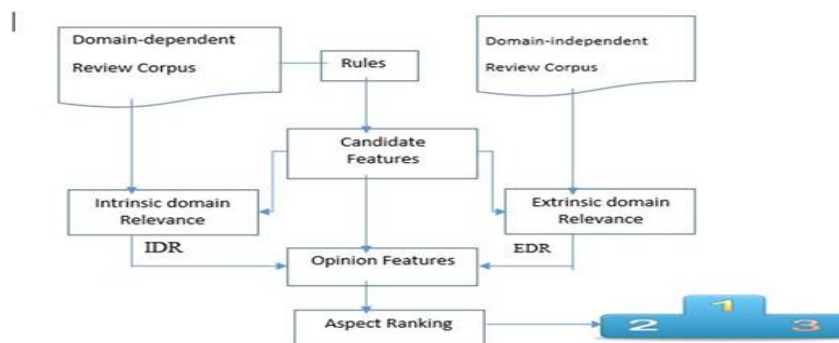 Domain-dependent
Review Corpus
Rules
Domain-independent
Review Corpus
Candidate
Features
Intrinsic domain
Relevance
Extrinsic domain
Relevance
IDR
EDR
Opinion Features
Aspect Ranking
1
2
3